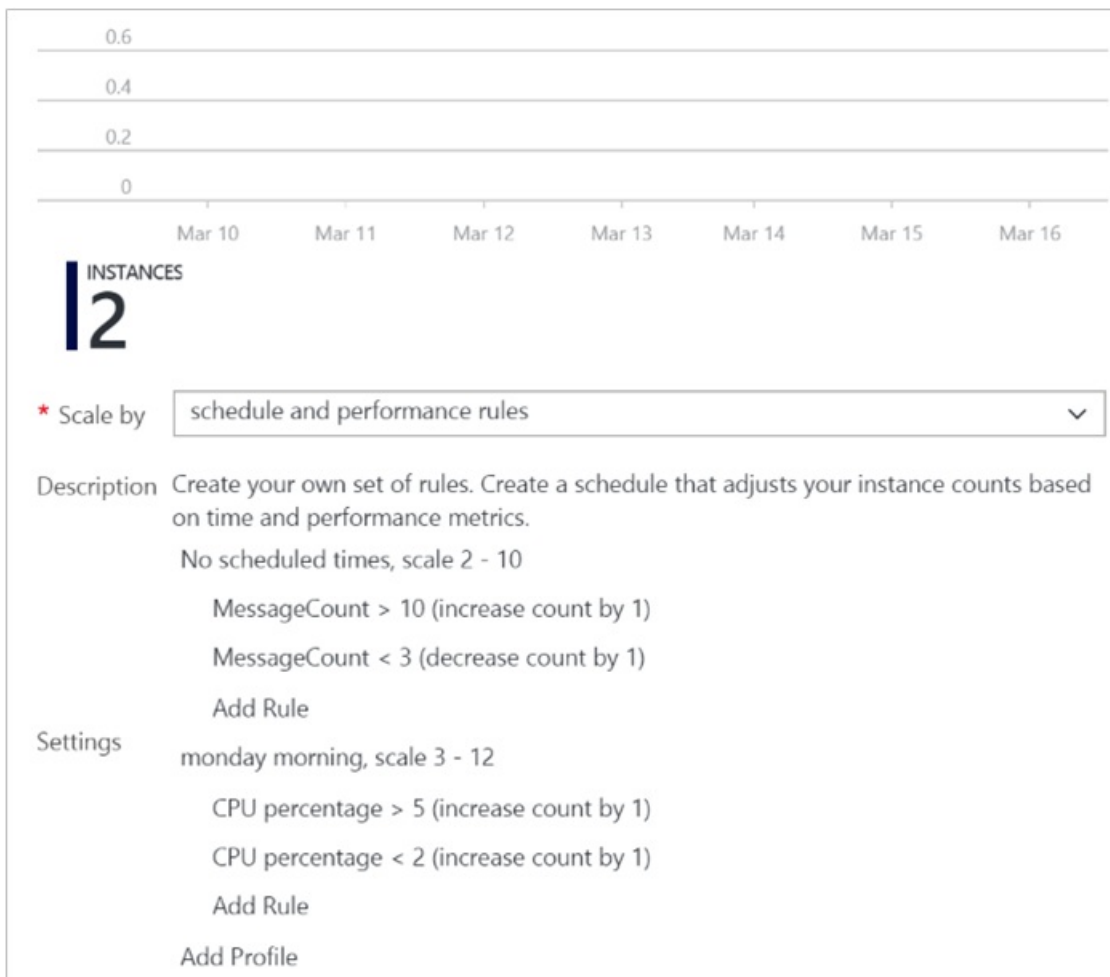 0.6
0.4
0.2
0
Mar 10 Mar 11 Mar 12 Mar 13 Mar 14 Mar 15 Mar 16
INSTANCES
2
* Scale by schedule and performance rules
Description Create your own set of rules. Create a schedule that adjusts your instance counts based
on time and performance metrics.
No scheduled times, scale 2 - 10
MessageCount > 10 (increase count by 1)
MessageCount < 3 (decrease count by 1)
Add Rule
Settings
monday morning, scale 3 - 12
CPU percentage > 5 (increase count by 1)
CPU percentage < 2 (increase count by 1)
Add Rule
Add Profile